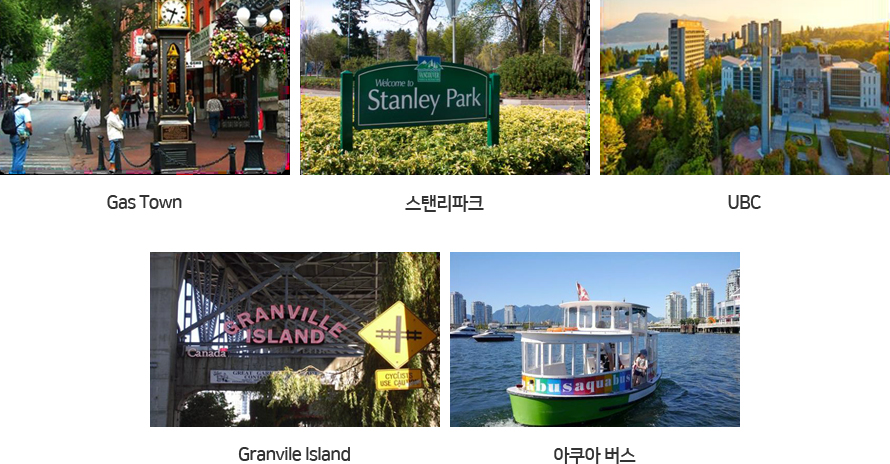 Welcome to
VANCOUVER
Stanley Park
Gas Town
스탠리파크
UBC
GRANVILLE
ISLAND
Canada
CYCLISTS
USE CAUTION
busaquabus
Granvile Island
아쿠아 버스